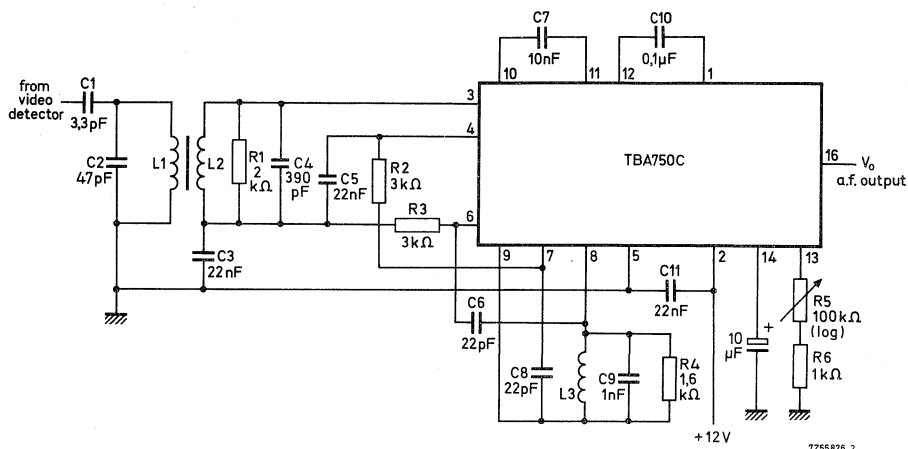 C7
10nF
C10
0,1µF
10
11
12
1
from
video
detector
C1
3,3pF
C2
47pF
L1
L2
R1
2
kΩ
C4
390
pF
C5
22nF
R2
3kΩ
R3
3kΩ
C3
22nF
3
4
6
TBA750C
16
Vo
a.f. output
9
7
8
5
2
14
13
C11
22nF
C6
22pF
C8
22pF
L3
C9
1nF
R4
1,6
kΩ
10
µF
+
R5
100kΩ
(log)
R6
1kΩ
+12V
7Z55826.2